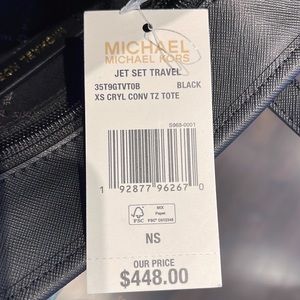 MICHAEL
MICHAEL KORS
JET SET TRAVEL
35T9GTVT0B BLACK
XS CRYL CONV TZ TOTE
5968-0001
1 92877 96267 0
FSC
MIX
Paper
NS
OUR PRICE
$448.00